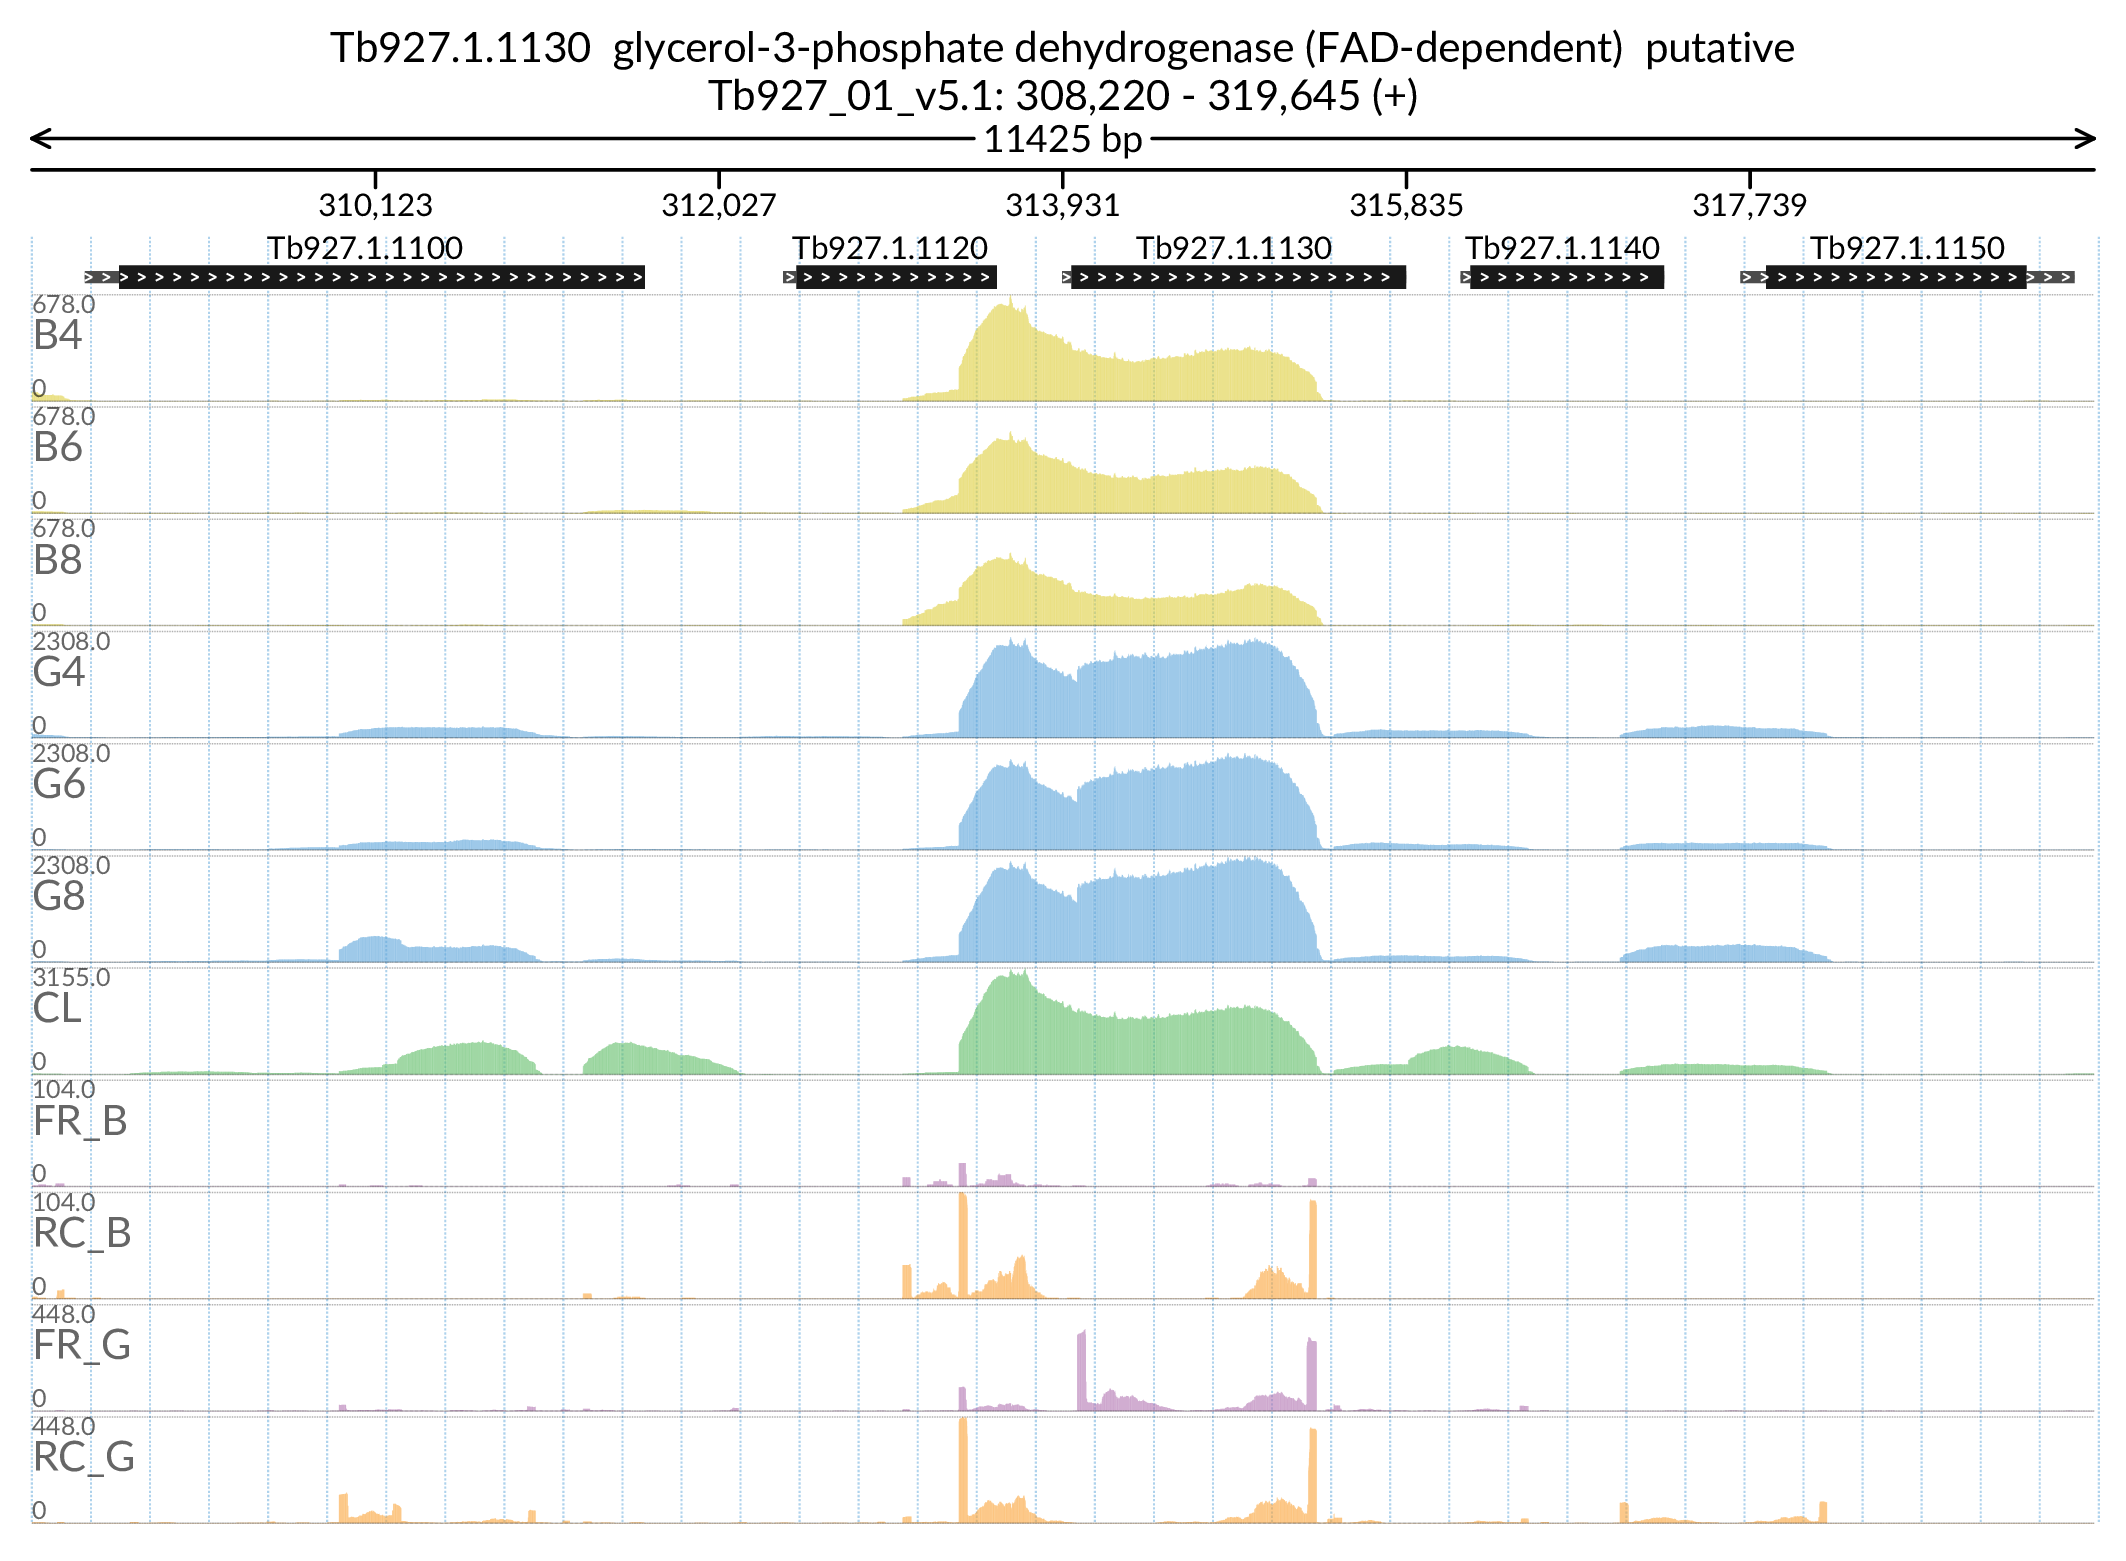 Tb927.1.1130 glycerol-3-phosphate dehydrogenase (FAD-dependent) putative
Tb927_01_v5.1: 308,220 - 319,645 (+)
11425 bp
310,123 312,027 313,931 315,835 317,739
Tb927.1.1100 Tb927.1.1120 Tb927.1.1130 Tb927.1.1140 Tb927.1.1150
678.0
B4
0
678.0
B6
0
678.0
B8
0
2308.0
G4
0
2308.0
G6
0
2308.0
G8
0
3155.0
CL
0
104.0
FR_B
0
104.0
RC_B
0
448.0
FR_G
0
448.0
RC_G
0